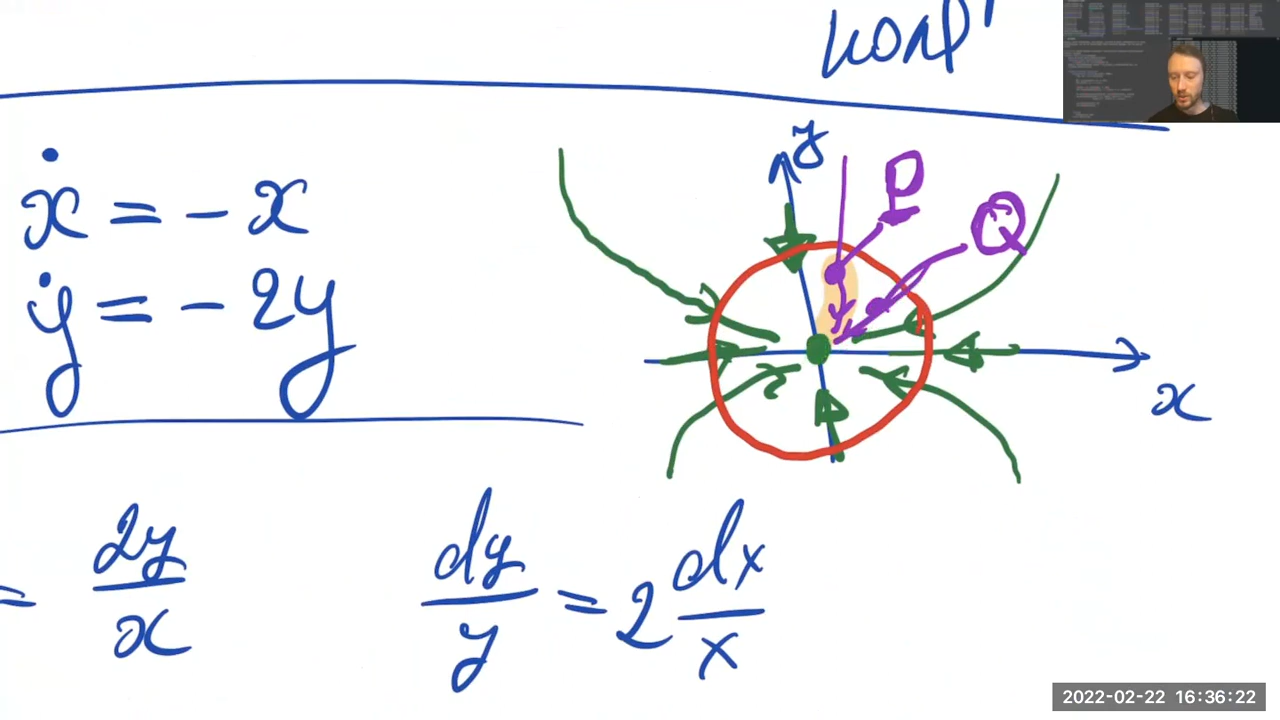 ẋ = - x
ẏ = - 2y
y
P
Q
x
= 2y/x
dy/y = 2 dx/x
2022-02-22 16:36:22